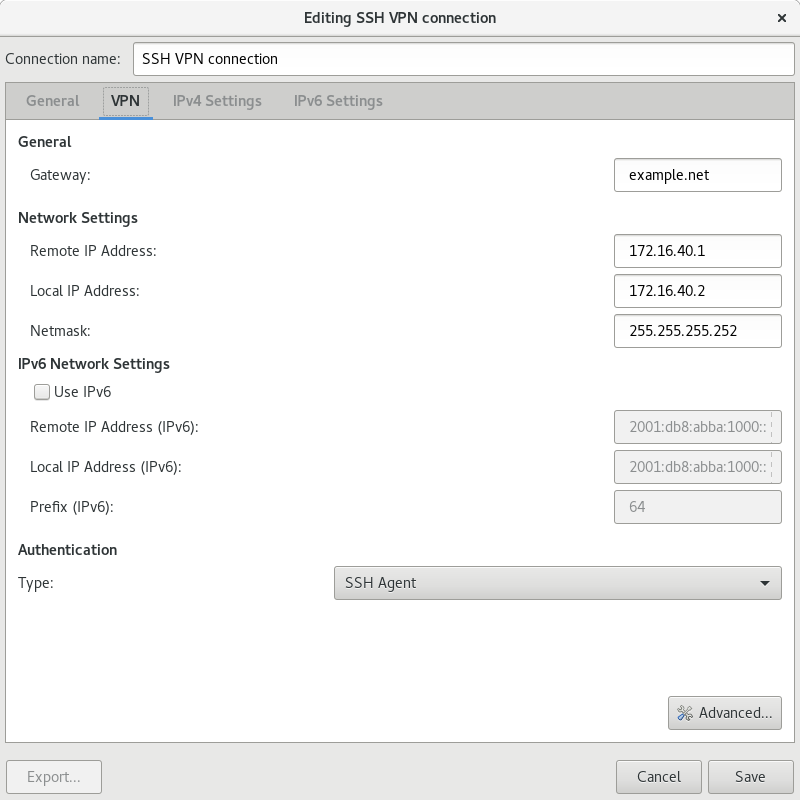 Editing SSH VPN connection
Connection name: SSH VPN connection
General VPN IPv4 Settings IPv6 Settings
General
Gateway: example.net
Network Settings
Remote IP Address: 172.16.40.1
Local IP Address: 172.16.40.2
Netmask: 255.255.255.252
IPv6 Network Settings
Use IPv6
Remote IP Address (IPv6): 2001:db8:abba:1000::
Local IP Address (IPv6): 2001:db8:abba:1000::
Prefix (IPv6): 64
Authentication
Type: SSH Agent
Advanced...
Export... Cancel Save